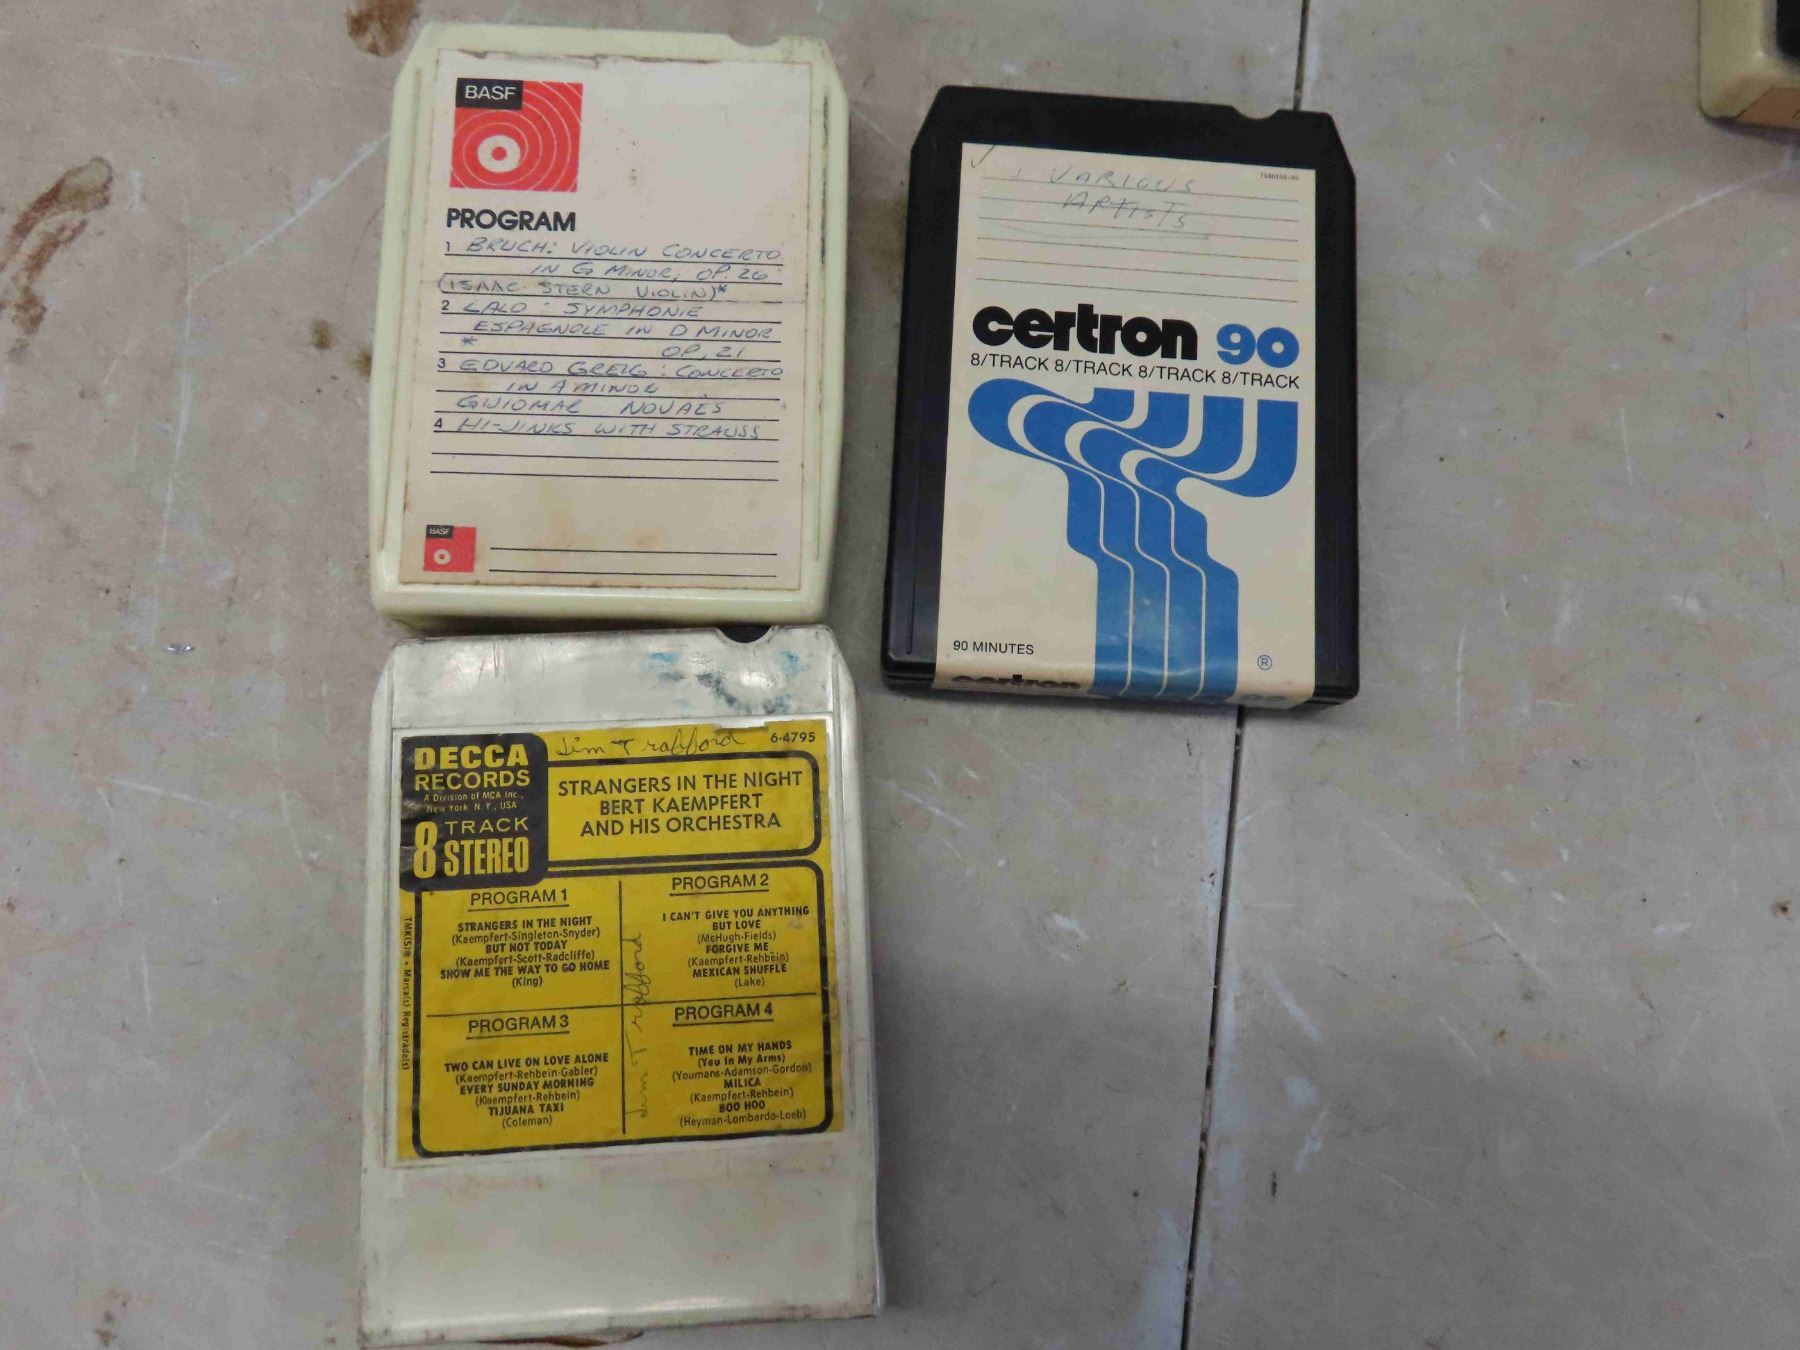 BASF
PROGRAM
1 BRUCH: VIOLIN CONCERTO
IN G MINOR, OP. 26
(ISAAC STERN VIOLIN)*
2 LALO: SYMPHONIE
ESPAGNOLE IN D MINOR
* OP, 21
3 EDVARD GREIG: CONCERTO
IN A MINOR
GUIOMAR NOVAËS
4 HI-JINKS WITH STRAUSS
BASF
VARIOUS
ARTISTS
certron 90
8/TRACK 8/TRACK 8/TRACK 8/TRACK
90 MINUTES
®
certron 90
DECCA
RECORDS
A Division of MCA Inc.,
New York, N.Y., USA
8 TRACK
STEREO
Jim Trafford
6-4795
STRANGERS IN THE NIGHT
BERT KAEMPFERT
AND HIS ORCHESTRA
PROGRAM 1
STRANGERS IN THE NIGHT
(Kaempfert-Singleton-Snyder)
BUT NOT TODAY
(Kaempfert-Scott-Radcliffe)
SHOW ME THE WAY TO GO HOME
(King)
PROGRAM 2
I CAN'T GIVE YOU ANYTHING
BUT LOVE
(McHugh-Fields)
FORGIVE ME
(Kaempfert-Rehbein)
MEXICAN SHUFFLE
(Lake)
PROGRAM 3
TWO CAN LIVE ON LOVE ALONE
(Kaempfert-Rehbein-Gabler)
EVERY SUNDAY MORNING
(Kaempfert-Rehbein)
TIJUANA TAXI
(Coleman)
PROGRAM 4
TIME ON MY HANDS
(You In My Arms)
(Youmans-Adamson-Gordon)
MILICA
(Kaempfert-Rehbein)
BOO HOO
(Heyman-Lombardo-Loeb)
Jim Trafford
TMK(S)® • Marca(s) Registrada(s)